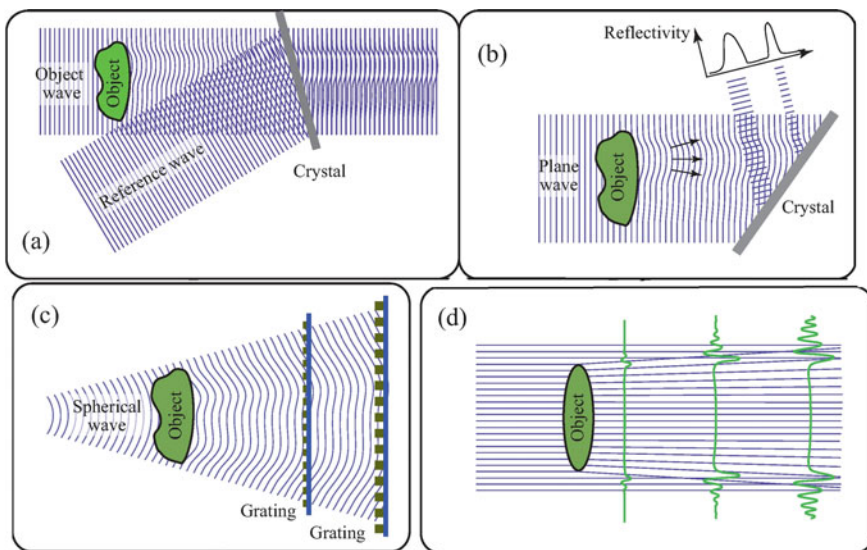 (a)
Object
wave
Object
Reference wave
Crystal
(b)
Reflectivity
Plane
wave
Object
Crystal
(c)
Spherical
wave
Object
Grating
Grating
(d)
Object